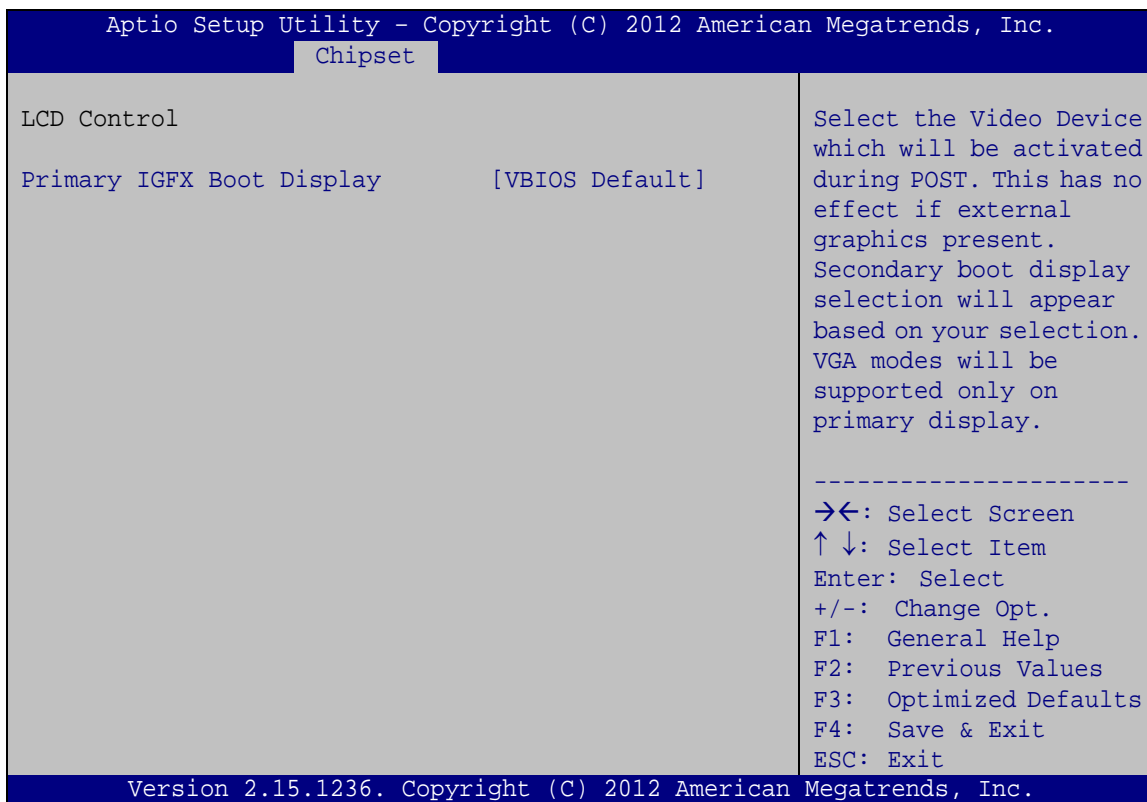 Aptio Setup Utility – Copyright (C) 2012 American Megatrends, Inc.
Chipset
LCD Control
Primary IGFX Boot Display [VBIOS Default]
Select the Video Device
which will be activated
during POST. This has no
effect if external
graphics present.
Secondary boot display
selection will appear
based on your selection.
VGA modes will be
supported only on
primary display.
----------------------
→←: Select Screen
↑ ↓: Select Item
Enter: Select
+/-: Change Opt.
F1: General Help
F2: Previous Values
F3: Optimized Defaults
F4: Save & Exit
ESC: Exit
Version 2.15.1236. Copyright (C) 2012 American Megatrends, Inc.